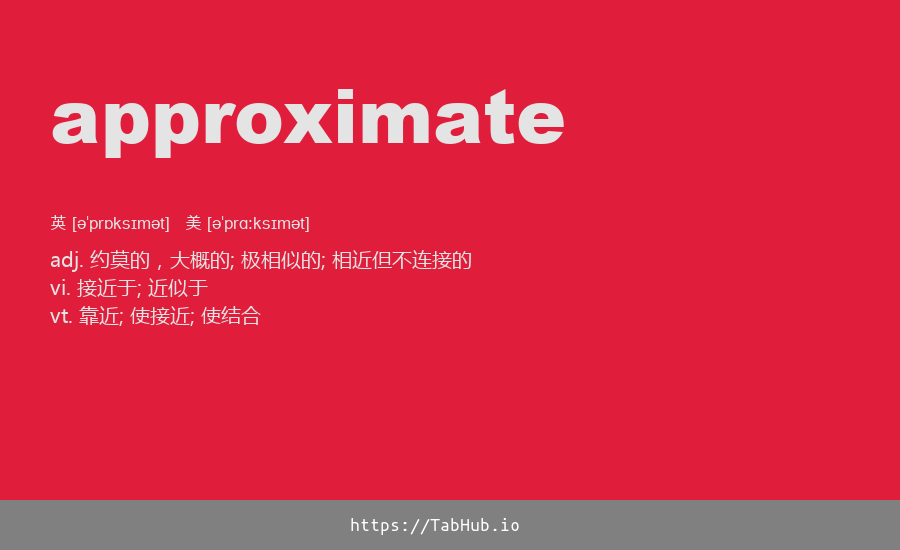 approximate
英 [əˈprɒksɪmət] 美 [əˈprɑːksɪmət]
adj. 约莫的，大概的; 极相似的; 相近但不连接的
vi. 接近于; 近似于
vt. 靠近; 使接近; 使结合
https://TabHub.io